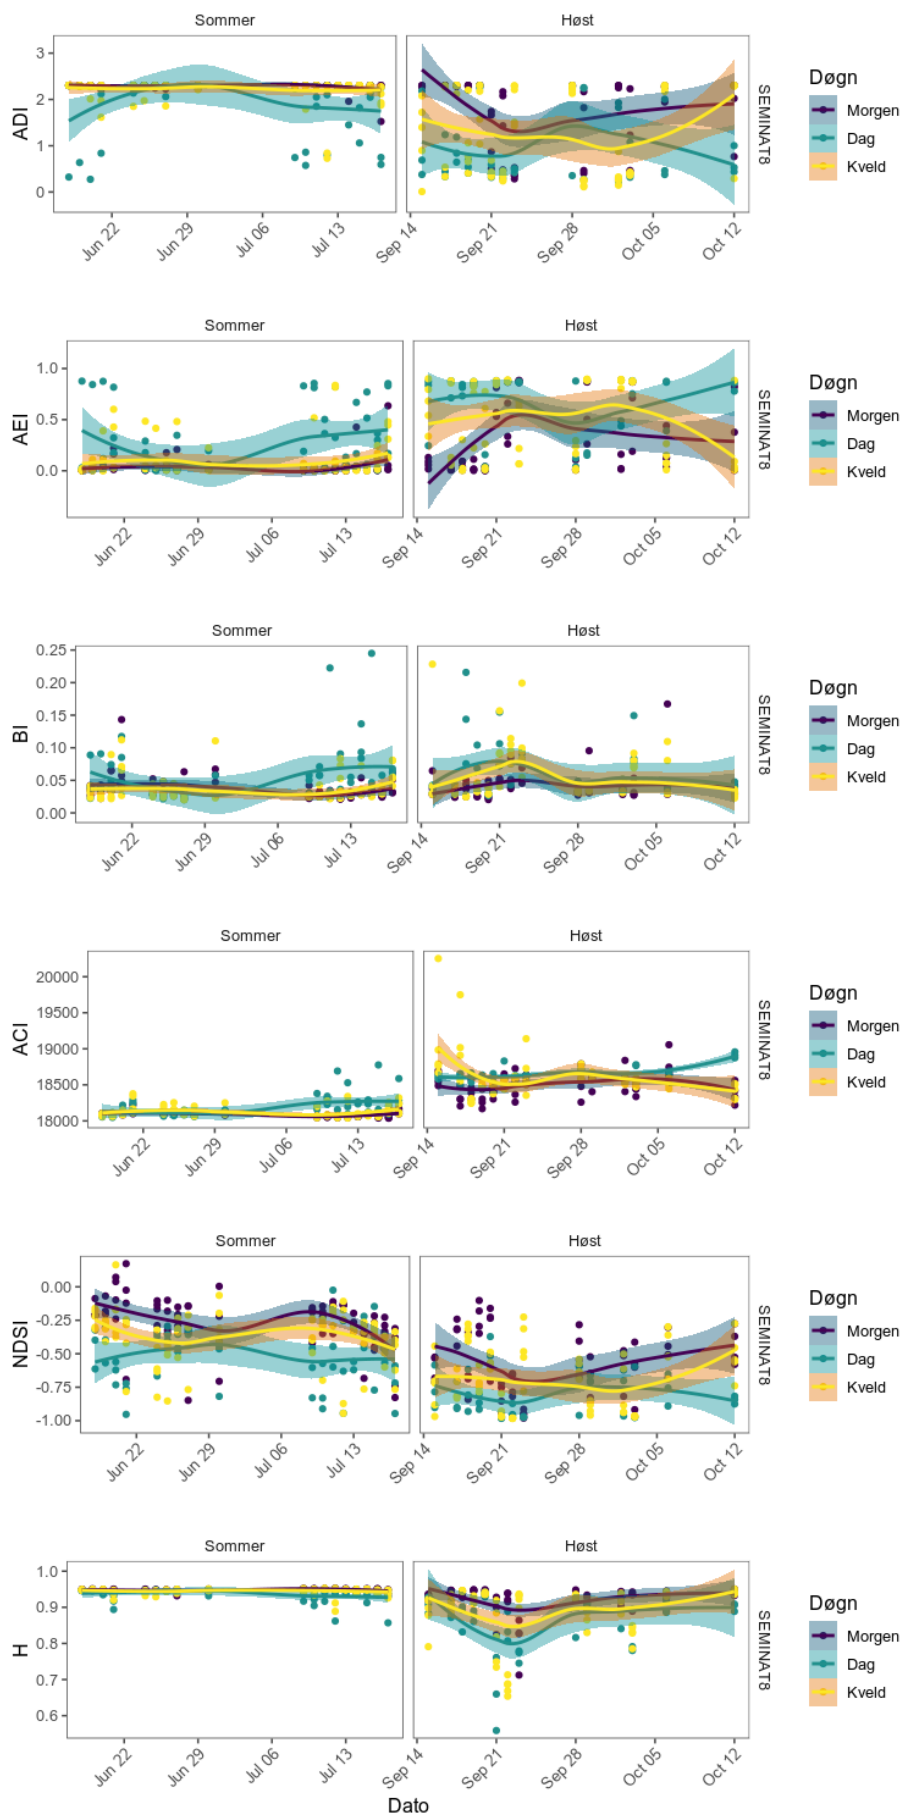 Sommer Høst
ADI
3
2
1
0
Jun 22 Jun 29 Jul 06 Jul 13 Sep 14 Sep 21 Sep 28 Oct 05 Oct 12
SEMINAT8
Døgn
Morgen
Dag
Kveld
Sommer Høst
AEI
1.0
0.5
0.0
Jun 22 Jun 29 Jul 06 Jul 13 Sep 14 Sep 21 Sep 28 Oct 05 Oct 12
SEMINAT8
Døgn
Morgen
Dag
Kveld
Sommer Høst
BI
0.25
0.20
0.15
0.10
0.05
0.00
Jun 22 Jun 29 Jul 06 Jul 13 Sep 14 Sep 21 Sep 28 Oct 05 Oct 12
SEMINAT8
Døgn
Morgen
Dag
Kveld
Sommer Høst
ACI
20000
19500
19000
18500
18000
Jun 22 Jun 29 Jul 06 Jul 13 Sep 14 Sep 21 Sep 28 Oct 05 Oct 12
SEMINAT8
Døgn
Morgen
Dag
Kveld
Sommer Høst
NDSI
0.00
-0.25
-0.50
-0.75
-1.00
Jun 22 Jun 29 Jul 06 Jul 13 Sep 14 Sep 21 Sep 28 Oct 05 Oct 12
SEMINAT8
Døgn
Morgen
Dag
Kveld
Sommer Høst
H
1.0
0.9
0.8
0.7
0.6
Jun 22 Jun 29 Jul 06 Jul 13 Sep 14 Sep 21 Sep 28 Oct 05 Oct 12
SEMINAT8
Døgn
Morgen
Dag
Kveld
Dato